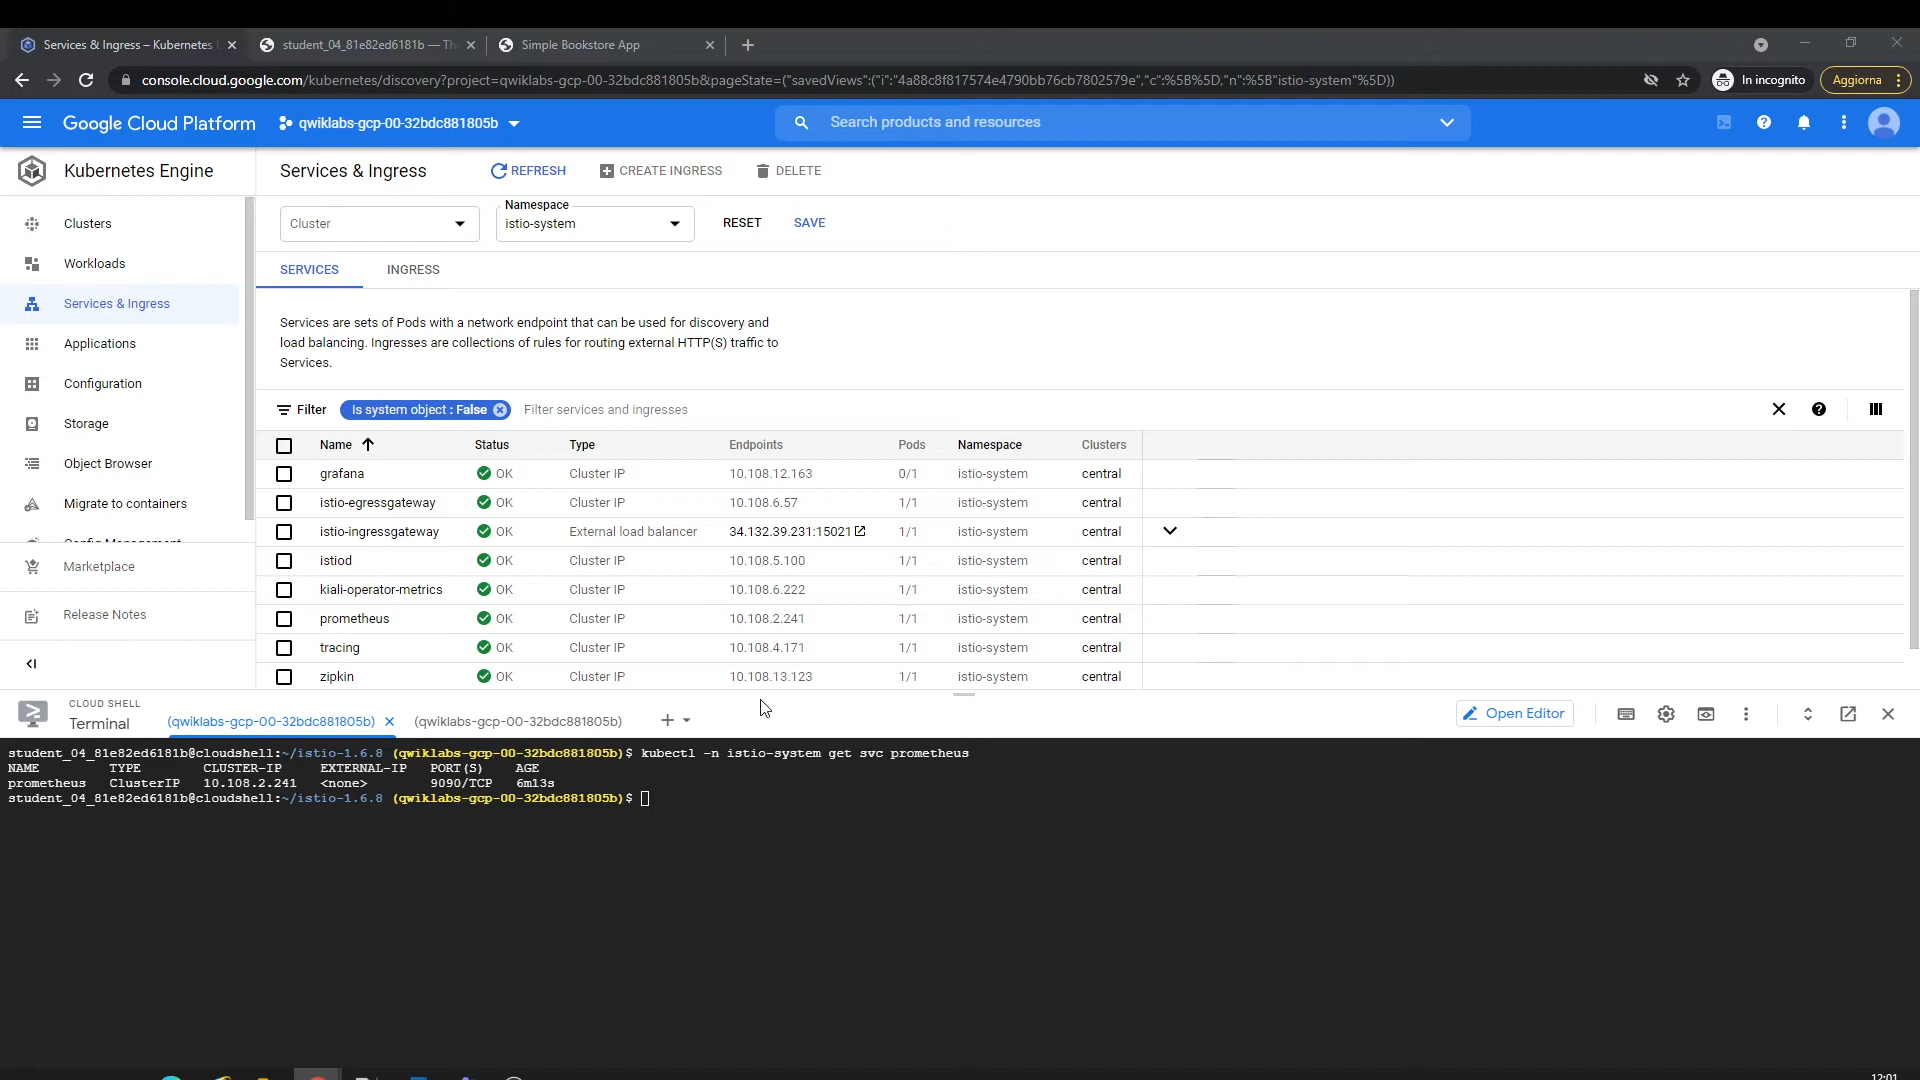 Services & Ingress – Kubernetes
student_04_81e82ed6181b — Th
Simple Bookstore App
console.cloud.google.com/kubernetes/discovery?project=qwiklabs-gcp-00-32bdc881805b&pageState=("savedViews":("i":"4a88c8f817574e4790bb76cb7802579e","c":%5B%5D,"n":%5B"istio-system"%5D))
In incognito
Aggiorna
Google Cloud Platform
qwiklabs-gcp-00-32bdc881805b
Search products and resources
Kubernetes Engine
Services & Ingress
REFRESH
CREATE INGRESS
DELETE
Clusters
Workloads
Services & Ingress
Applications
Configuration
Storage
Object Browser
Migrate to containers
Config Management
Marketplace
Release Notes
Cluster
Namespace
istio-system
RESET
SAVE
SERVICES
INGRESS
Services are sets of Pods with a network endpoint that can be used for discovery and
load balancing. Ingresses are collections of rules for routing external HTTP(S) traffic to
Services.
Filter
Is system object : False
Filter services and ingresses
Name Status Type Endpoints Pods Namespace Clusters
grafana OK Cluster IP 10.108.12.163 0/1 istio-system central
istio-egressgateway OK Cluster IP 10.108.6.57 1/1 istio-system central
istio-ingressgateway OK External load balancer 34.132.39.231:15021 1/1 istio-system central
istiod OK Cluster IP 10.108.5.100 1/1 istio-system central
kiali-operator-metrics OK Cluster IP 10.108.6.222 1/1 istio-system central
prometheus OK Cluster IP 10.108.2.241 1/1 istio-system central
tracing OK Cluster IP 10.108.4.171 1/1 istio-system central
zipkin OK Cluster IP 10.108.13.123 1/1 istio-system central
CLOUD SHELL
Terminal
(qwiklabs-gcp-00-32bdc881805b)
(qwiklabs-gcp-00-32bdc881805b)
Open Editor
student_04_81e82ed6181b@cloudshell:~/istio-1.6.8 (qwiklabs-gcp-00-32bdc881805b)$ kubectl -n istio-system get svc prometheus
NAME TYPE CLUSTER-IP EXTERNAL-IP PORT(S) AGE
prometheus ClusterIP 10.108.2.241 <none> 9090/TCP 6m13s
student_04_81e82ed6181b@cloudshell:~/istio-1.6.8 (qwiklabs-gcp-00-32bdc881805b)$
12:01